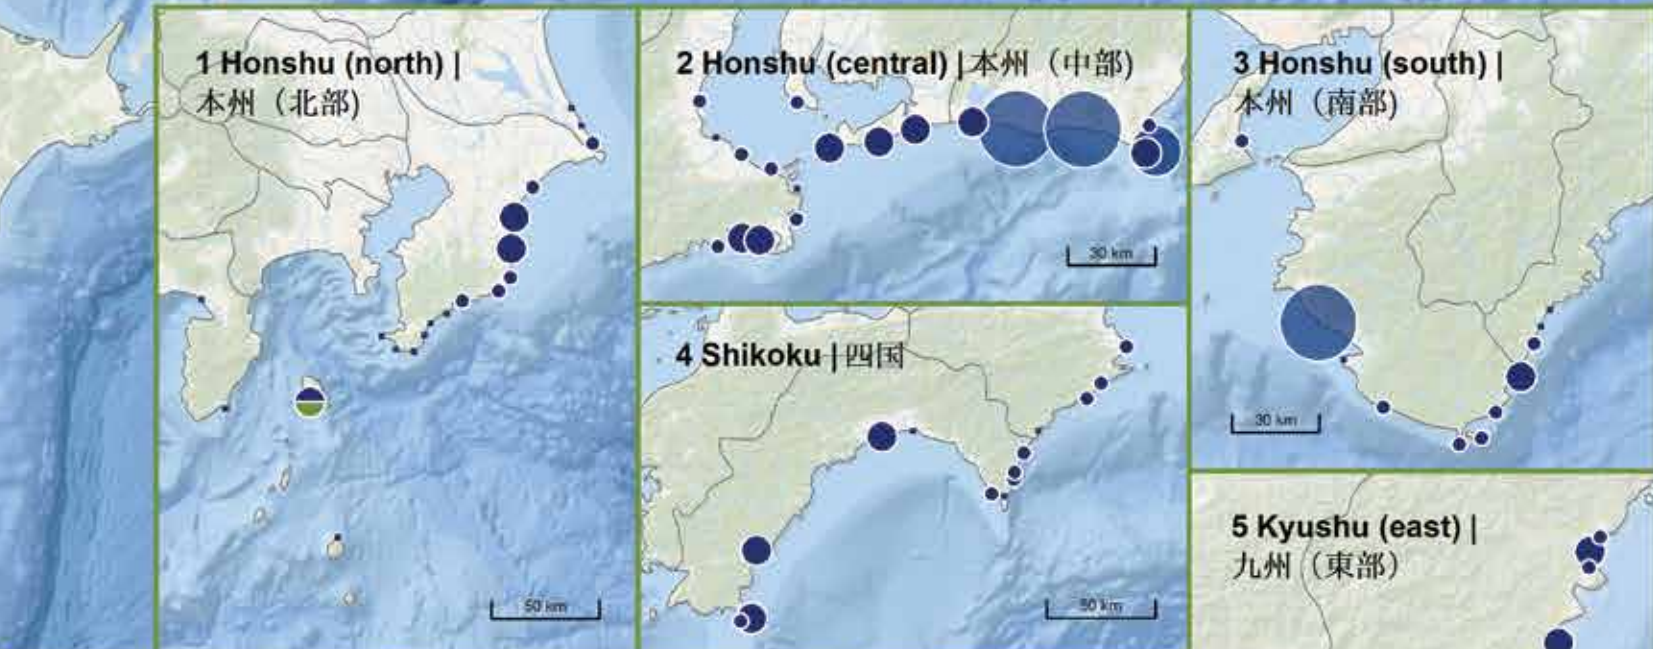 1 Honshu (north) |
本州（北部)
50 km
2 Honshu (central) | 本州（中部)
30 km
3 Honshu (south) |
本州（南部)
30 km
4 Shikoku | 四国
50 km
5 Kyushu (east) |
九州（東部）